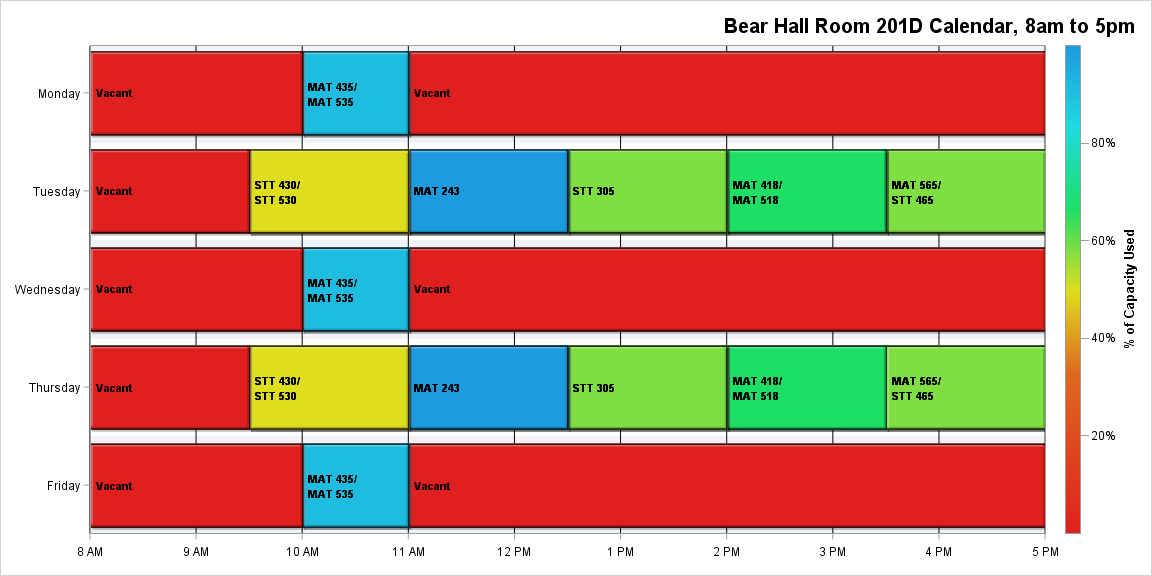 Bear Hall Room 201D Calendar, 8am to 5pm
Monday
Vacant
MAT 435/
MAT 535
Vacant
Tuesday
Vacant
STT 430/
STT 530
MAT 243
STT 305
MAT 418/
MAT 518
MAT 565/
STT 465
Wednesday
Vacant
MAT 435/
MAT 535
Vacant
Thursday
Vacant
STT 430/
STT 530
MAT 243
STT 305
MAT 418/
MAT 518
MAT 565/
STT 465
Friday
Vacant
MAT 435/
MAT 535
Vacant
8 AM
9 AM
10 AM
11 AM
12 PM
1 PM
2 PM
3 PM
4 PM
5 PM
80%
60%
40%
20%
% of Capacity Used